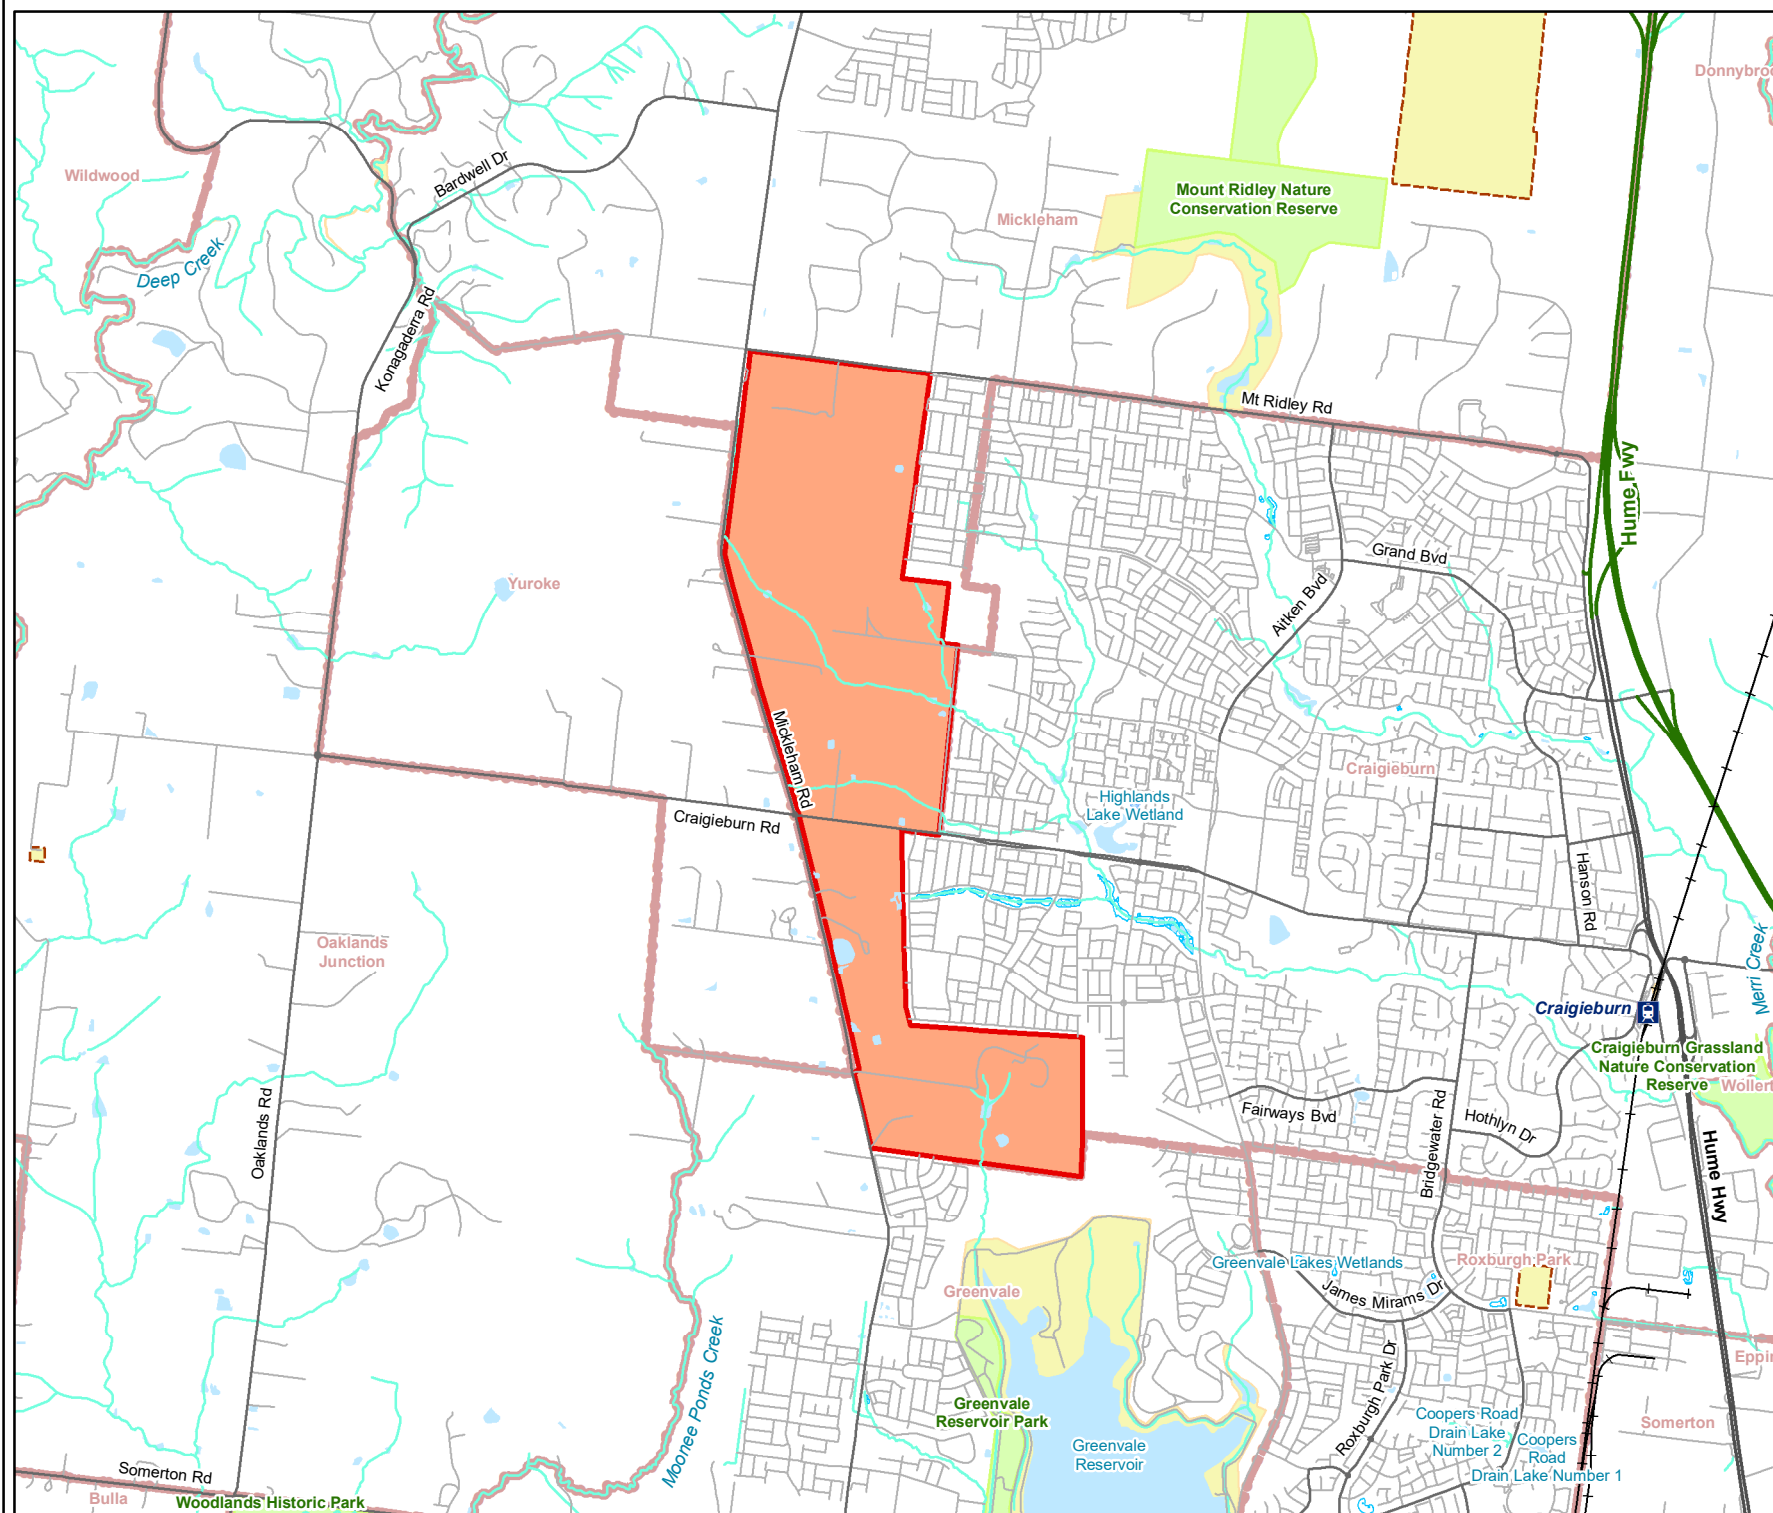 Donnybroo
Wildwood
Bardwell Dr
Mount Ridley Nature
Conservation Reserve
Mickleham
Deep Creek
Konagaderra Rd
Mt Ridley Rd
Hume Fwy
Grand Bvd
Yuroke
Aitken Bvd
Mickleham Rd
Craigieburn
Highlands
Lake Wetland
Craigieburn Rd
Hanson Rd
Oaklands
Junction
Merri Creek
Craigieburn
Craigieburn Grassland
Nature Conservation
Reserve
Wollert
Oaklands Rd
Fairways Bvd
Bridgewater Rd
Hothlyn Dr
Hume Hwy
Greenvale Lakes Wetlands
Roxburgh Park
Greenvale
James Mirams Dr
Moonee Ponds Creek
Roxburgh Park Dr
Eppin
Greenvale
Reservoir Park
Coopers Road
Drain Lake
Number 2
Somerton
Greenvale
Reservoir
Coopers
Road
Drain Lake Number 1
Somerton Rd
Bulla
Woodlands Historic Park